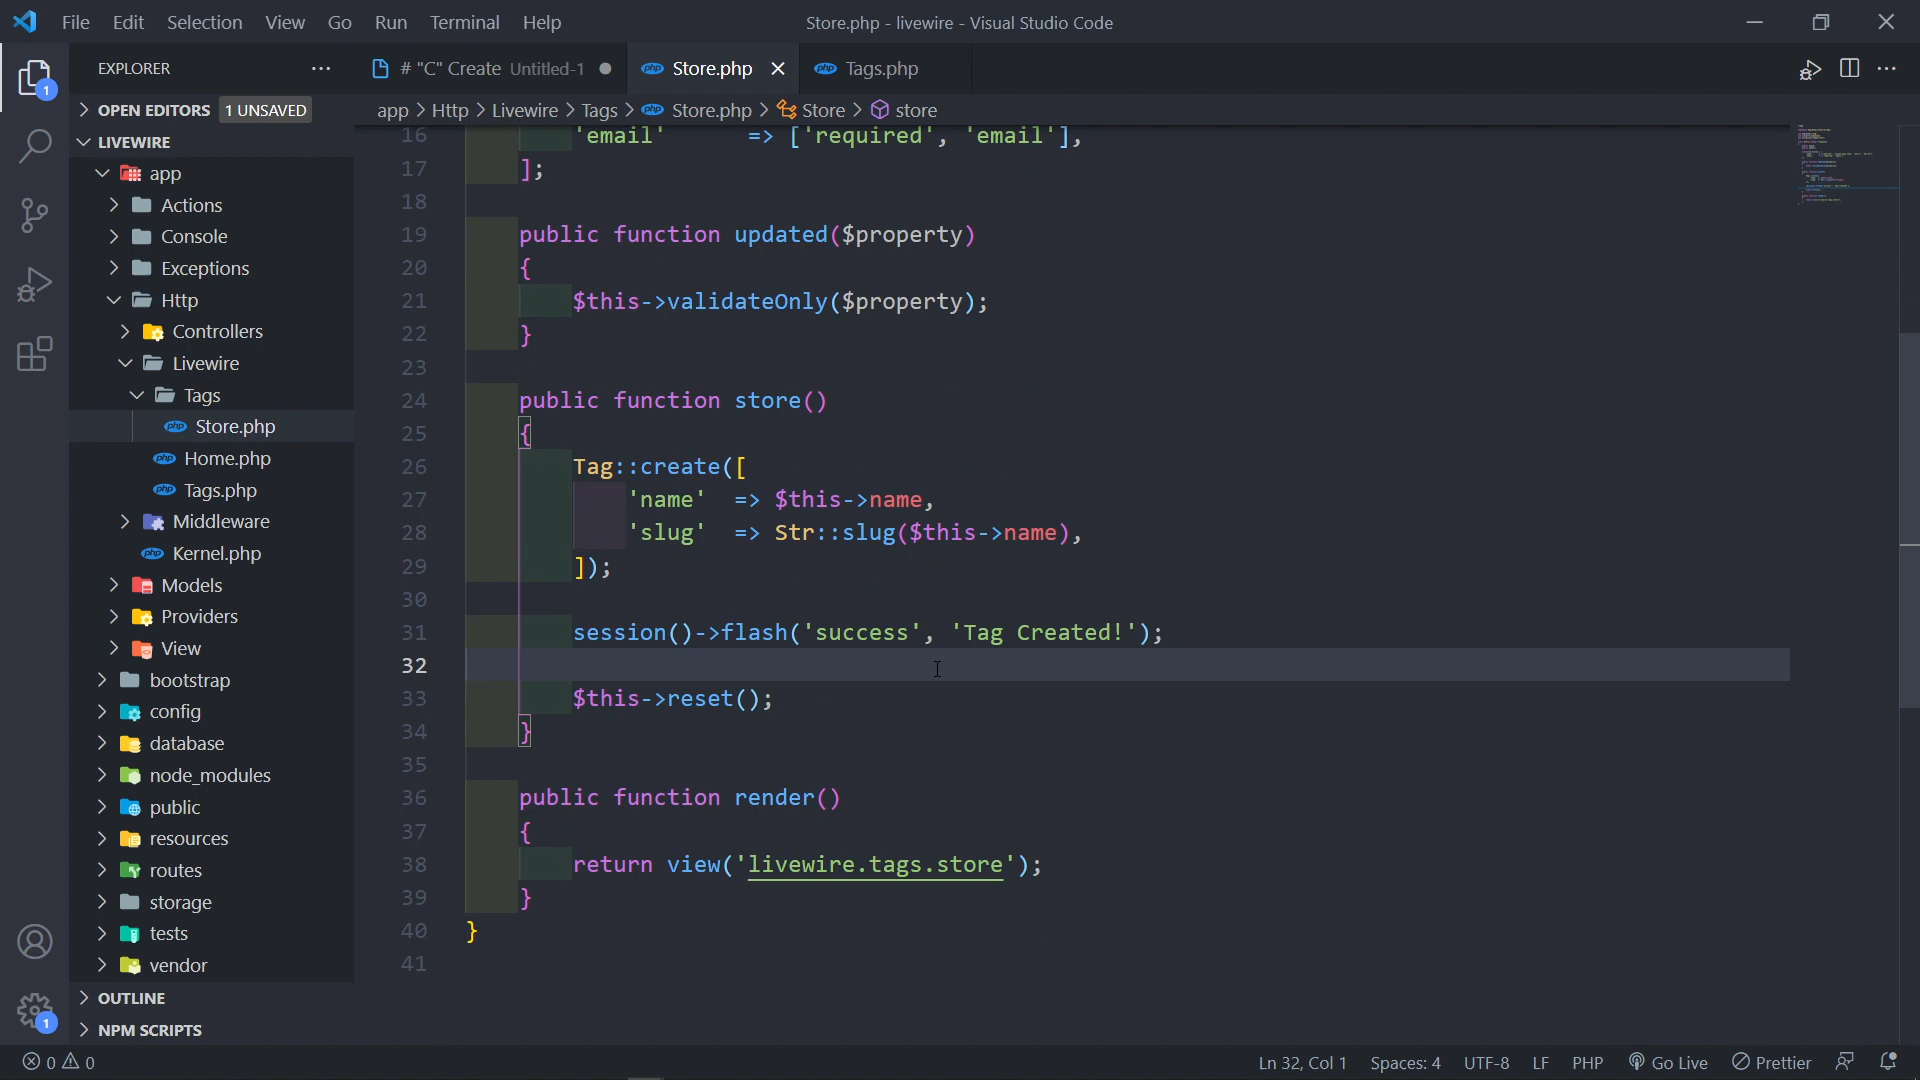 File Edit Selection View Go Run Terminal Help
Store.php - livewire - Visual Studio Code
EXPLORER
# "C" Create Untitled-1
Store.php
Tags.php
OPEN EDITORS 1 UNSAVED
app > Http > Livewire > Tags > Store.php > Store > store
LIVEWIRE
app
Actions
Console
Exceptions
Http
Controllers
Livewire
Tags
Store.php
Home.php
Tags.php
Middleware
Kernel.php
Models
Providers
View
bootstrap
config
database
node_modules
public
resources
routes
storage
tests
vendor
OUTLINE
NPM SCRIPTS
1
1
16 'email' => ['required', 'email'],
17 ];
18
19 public function updated($property)
20 {
21 $this->validateOnly($property);
22 }
23
24 public function store()
25 {
26 Tag::create([
27 'name' => $this->name,
28 'slug' => Str::slug($this->name),
29 ]);
30
31 session()->flash('success', 'Tag Created!');
32
33 $this->reset();
34 }
35
36 public function render()
37 {
38 return view('livewire.tags.store');
39 }
40 }
41
0 0
Ln 32, Col 1 Spaces: 4 UTF-8 LF PHP Go Live Prettier